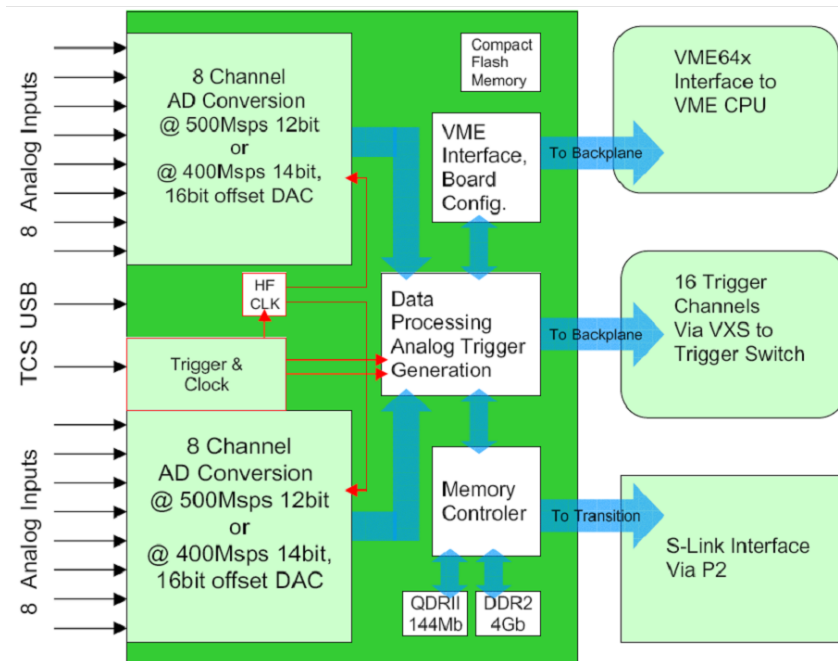 8 Analog Inputs
TCS USB
8 Analog Inputs
8 Channel
AD Conversion
@ 500Msps 12bit
or
@ 400Msps 14bit,
16bit offset DAC
HF
CLK
Trigger &
Clock
8 Channel
AD Conversion
@ 500Msps 12bit
or
@ 400Msps 14bit,
16bit offset DAC
Compact
Flash
Memory
VME
Interface,
Board
Config.
Data
Processing
Analog Trigger
Generation
Memory
Controler
QDRII
144Mb
DDR2
4Gb
To Backplane
To Backplane
To Transition
VME64x
Interface to
VME CPU
16 Trigger
Channels
Via VXS to
Trigger Switch
S-Link Interface
Via P2